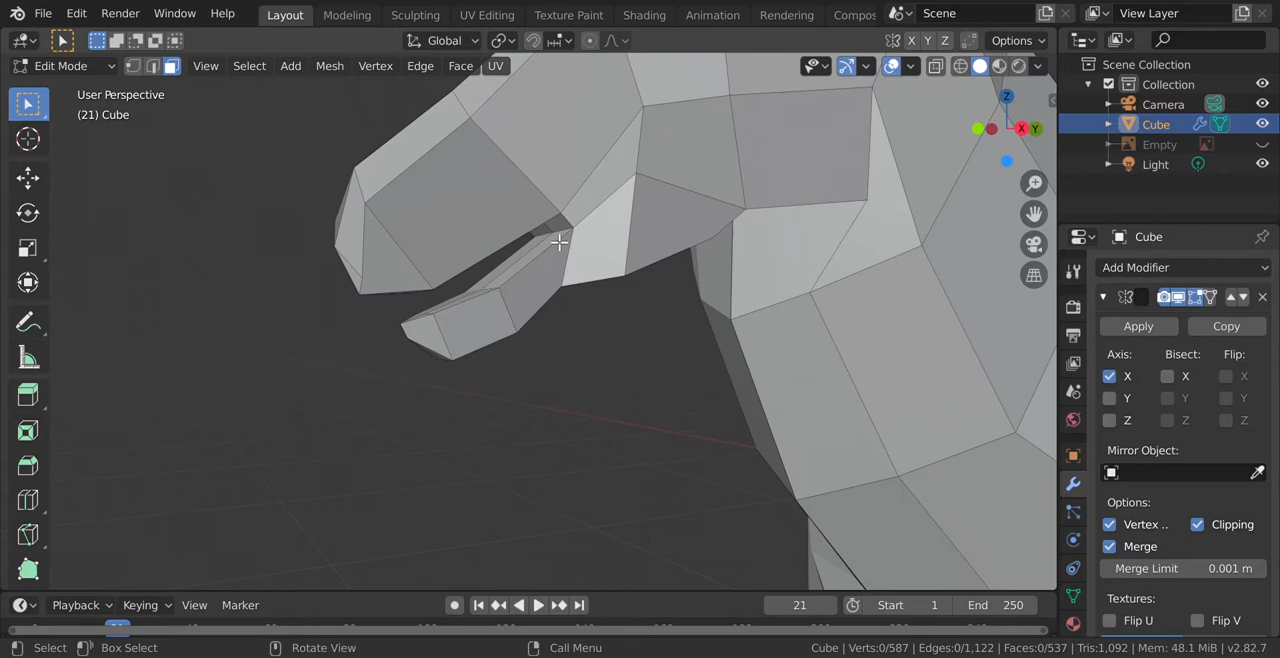 File Edit Render Window Help Layout Modeling Sculpting UV Editing Texture Paint Shading Animation Rendering Compos Scene View Layer
Global X Y Z Options
Edit Mode View Select Add Mesh Vertex Edge Face UV
User Perspective
(21) Cube
Z
X Y
Scene Collection
Collection
Camera
Cube
Empty
Light
Cube
Add Modifier
Apply Copy
Axis: Bisect: Flip:
X X X
Y Y Y
Z Z Z
Mirror Object:
Options:
Vertex .. Clipping
Merge
Merge Limit 0.001 m
Textures:
Flip U Flip V
Playback Keying View Marker 21 Start 1 End 250
Select Box Select Rotate View Call Menu Cube | Verts:0/587 | Edges:0/1,122 | Faces:0/537 | Tris:1,092 | Mem: 48.1 MiB | v2.82.7